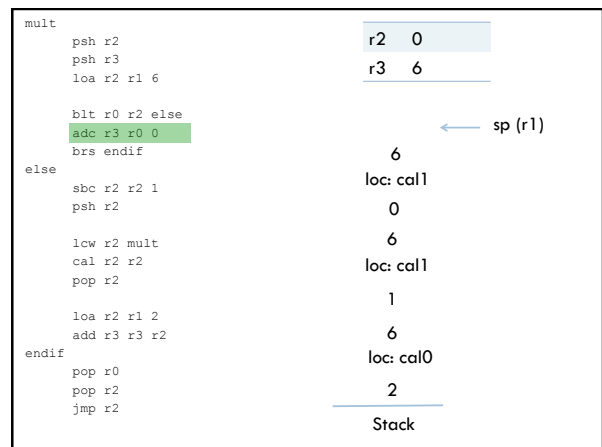 mult
psh r2
psh r3
loa r2 r1 6
blt r0 r2 else
adc r3 r0 0
brs endif
else
sbc r2 r2 1
psh r2
lcw r2 mult
cal r2 r2
pop r2
loa r2 r1 2
add r3 r3 r2
endif
pop r0
pop r2
jmp r2
r2 0
r3 6
sp (r1)
6
loc: cal1
0
6
loc: cal1
1
6
loc: cal0
2
Stack